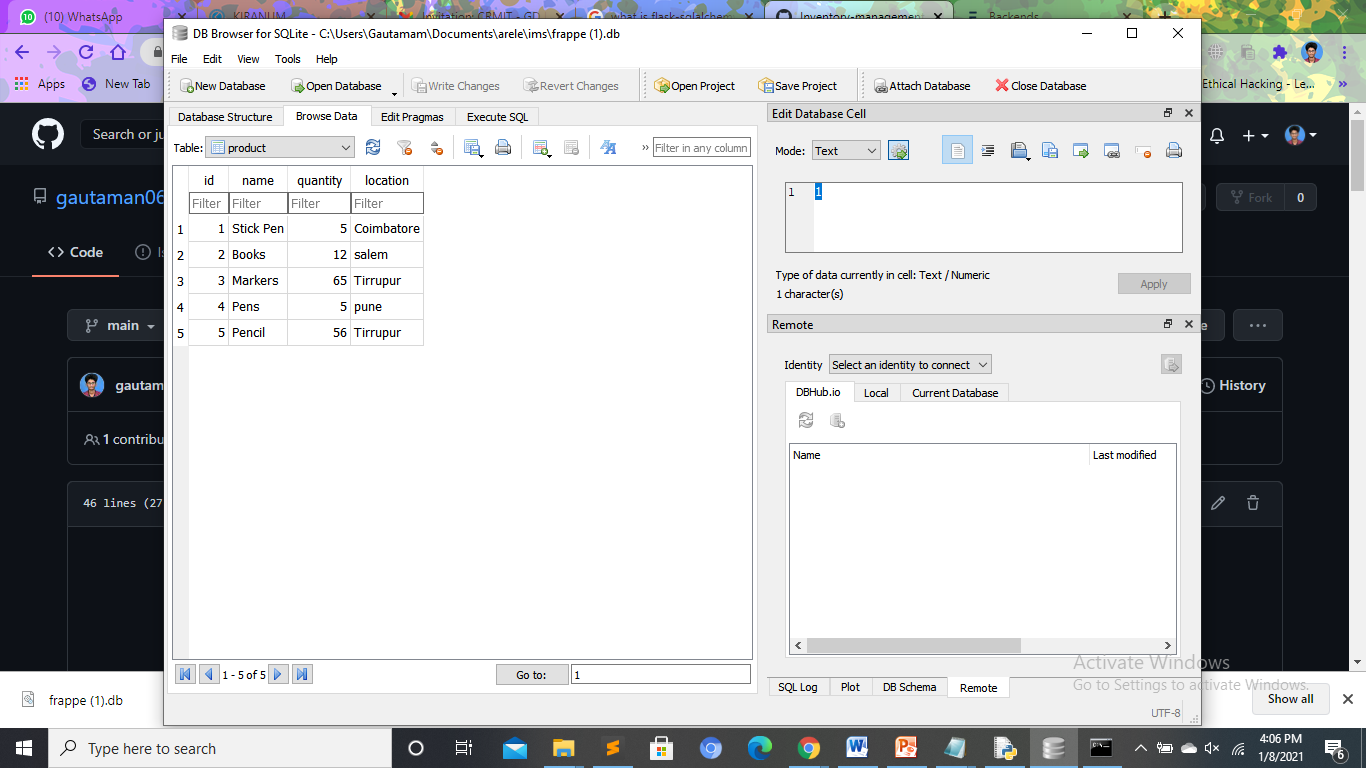 (10) WhatsApp
KIRANUM
Invitation: CRMIT - GD
what is flask-sqlalchem
Inventory-managemen
Backends
DB Browser for SQLite - C:\Users\Gautamam\Documents\arele\ims\frappe (1).db
File Edit View Tools Help
Apps New Tab
Ethical Hacking - Le...
New Database Open Database Write Changes Revert Changes Open Project Save Project Attach Database Close Database
Database Structure Browse Data Edit Pragmas Execute SQL
Edit Database Cell
Search or ju
Table: product Filter in any column
Mode: Text
id name quantity location
Filter Filter Filter Filter
1 1 Stick Pen 5 Coimbatore
2 2 Books 12 salem
3 3 Markers 65 Tirrupur
4 4 Pens 5 pune
5 5 Pencil 56 Tirrupur
1 1
Type of data currently in cell: Text / Numeric
1 character(s)
Apply
Remote
Identity Select an identity to connect
DBHub.io Local Current Database
Name Last modified
gautaman06
Fork 0
Code
Is
main
gautam
History
1 contribu
46 lines (27
1 - 5 of 5
Go to: 1
SQL Log Plot DB Schema Remote
UTF-8
Activate Windows
Go to Settings to activate Windows.
frappe (1).db
Show all
Type here to search
4:06 PM
1/8/2021
6